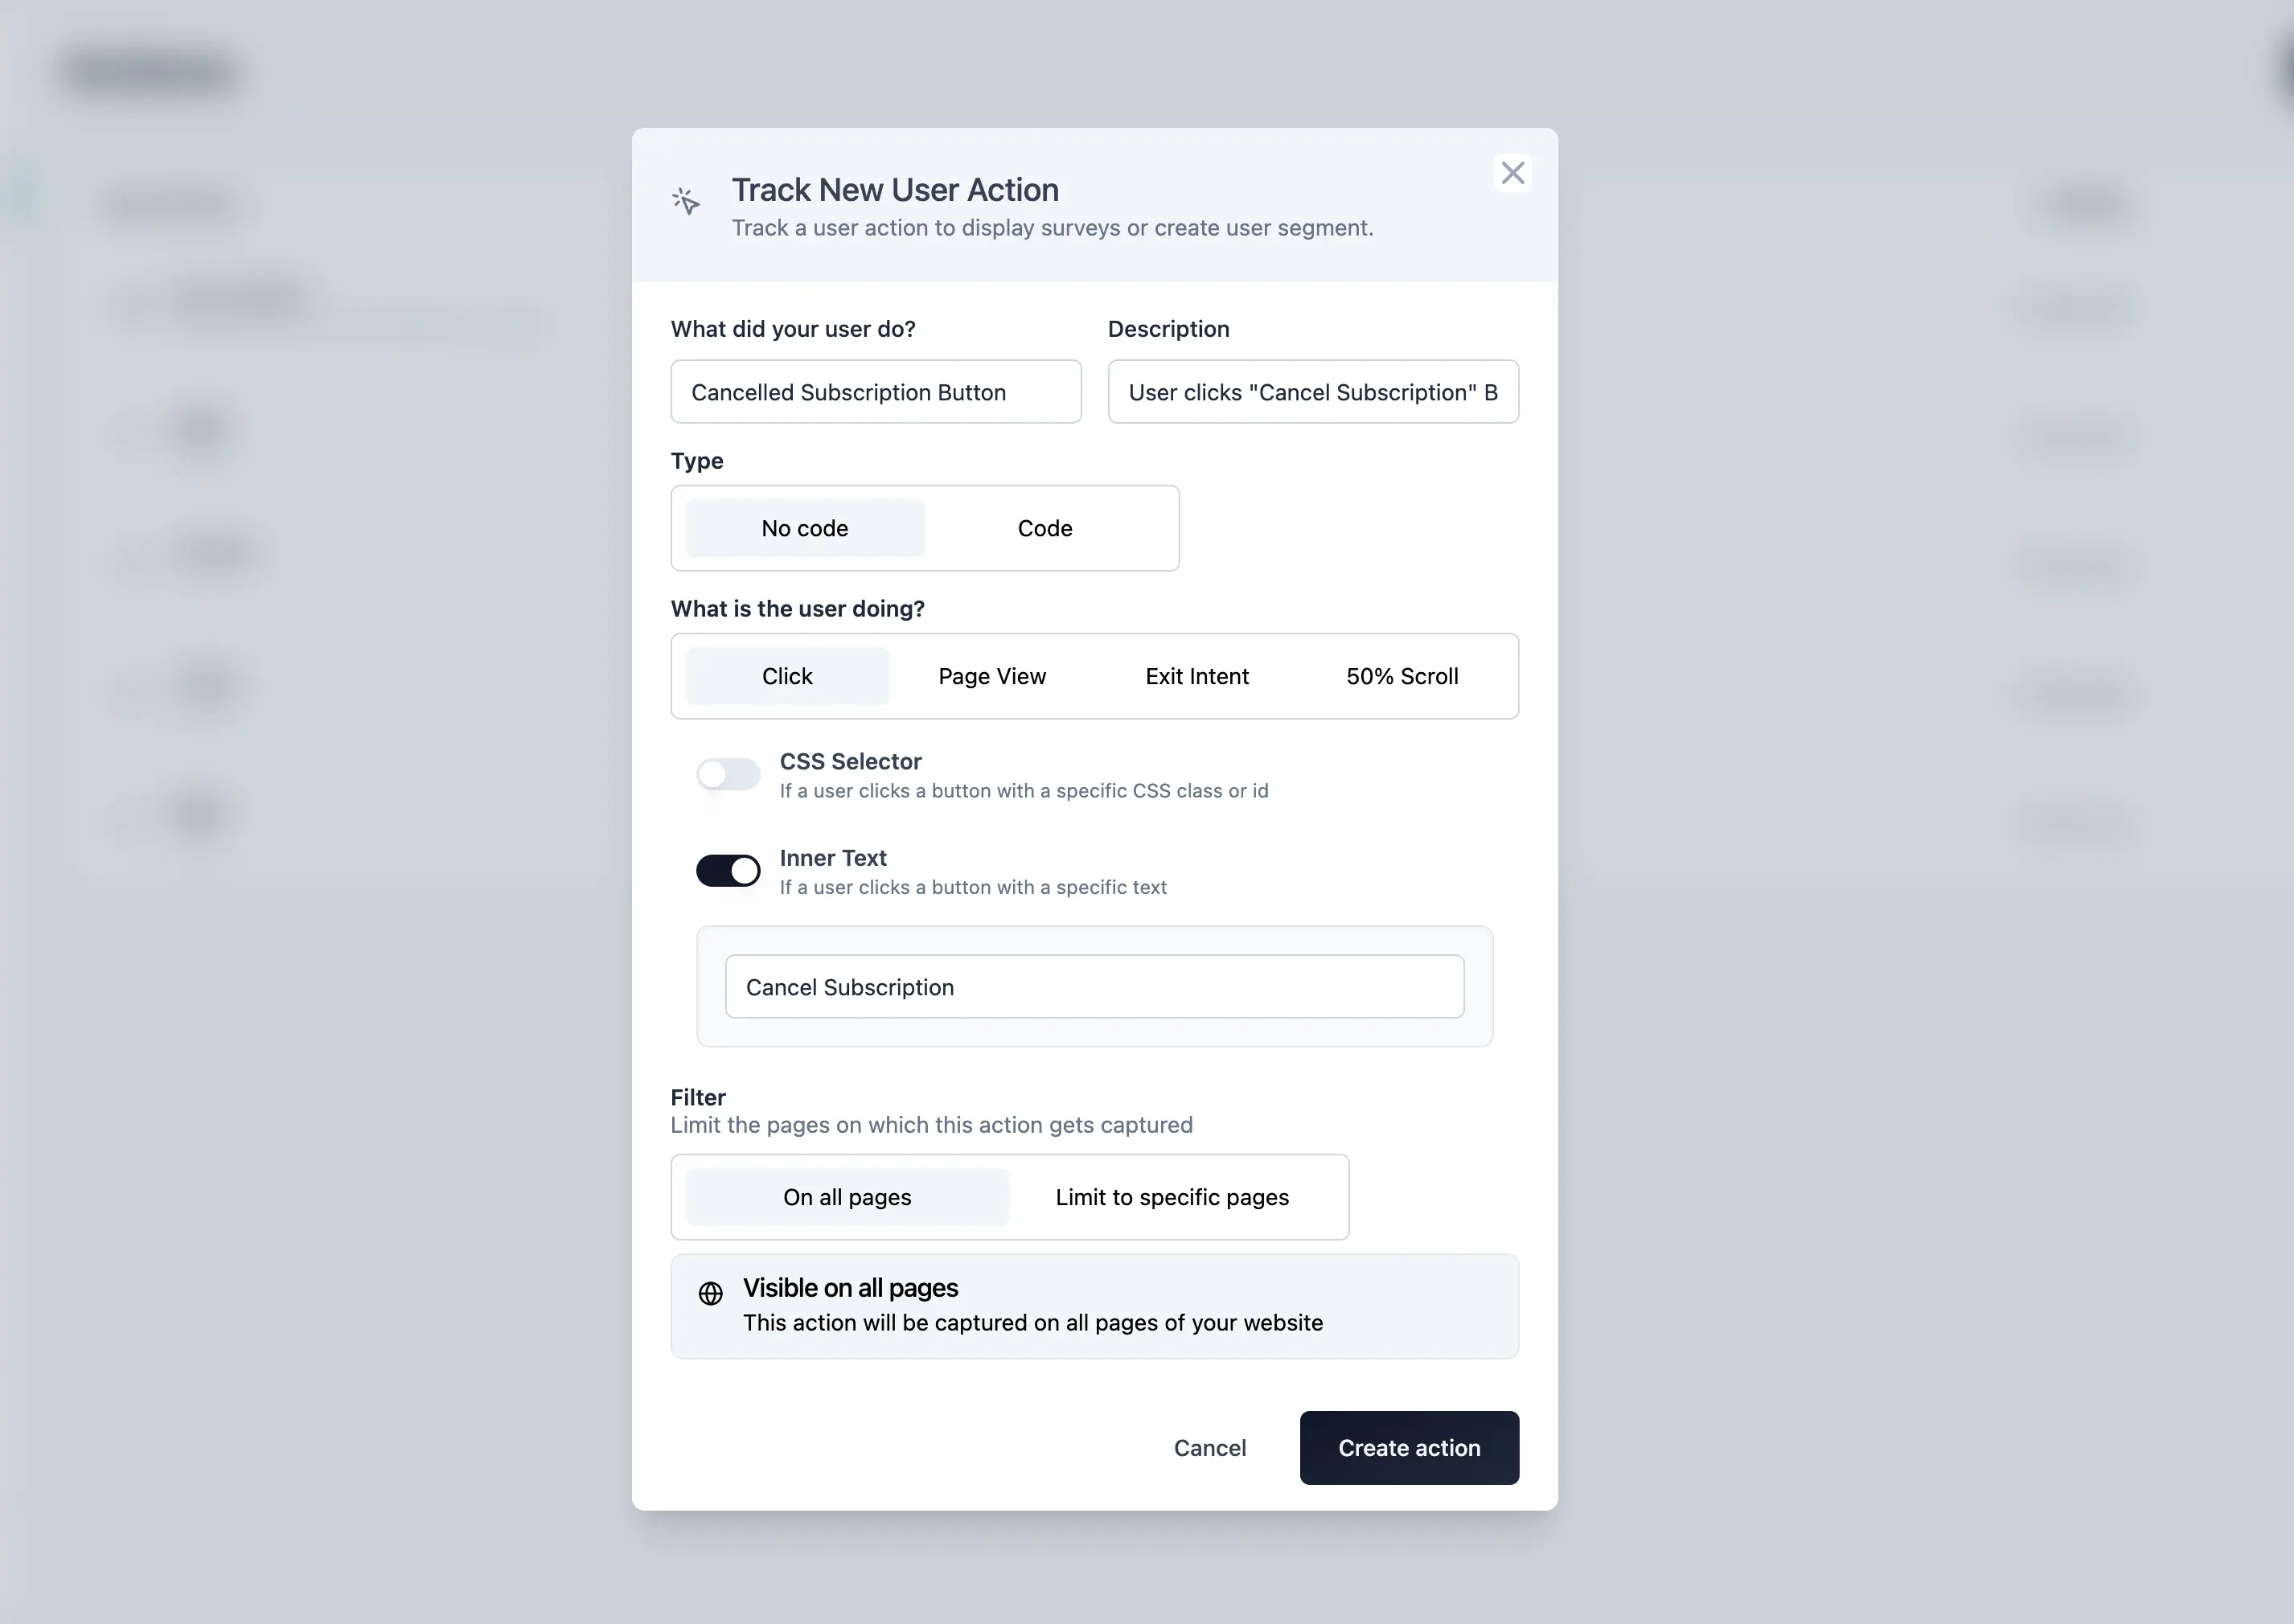 Track New User Action
Track a user action to display surveys or create user segment.
What did your user do?
Description
Cancelled Subscription Button
User clicks "Cancel Subscription" B
Type
No code
Code
What is the user doing?
Click
Page View
Exit Intent
50% Scroll
CSS Selector
If a user clicks a button with a specific CSS class or id
Inner Text
If a user clicks a button with a specific text
Cancel Subscription
Filter
Limit the pages on which this action gets captured
On all pages
Limit to specific pages
Visible on all pages
This action will be captured on all pages of your website
Cancel
Create action